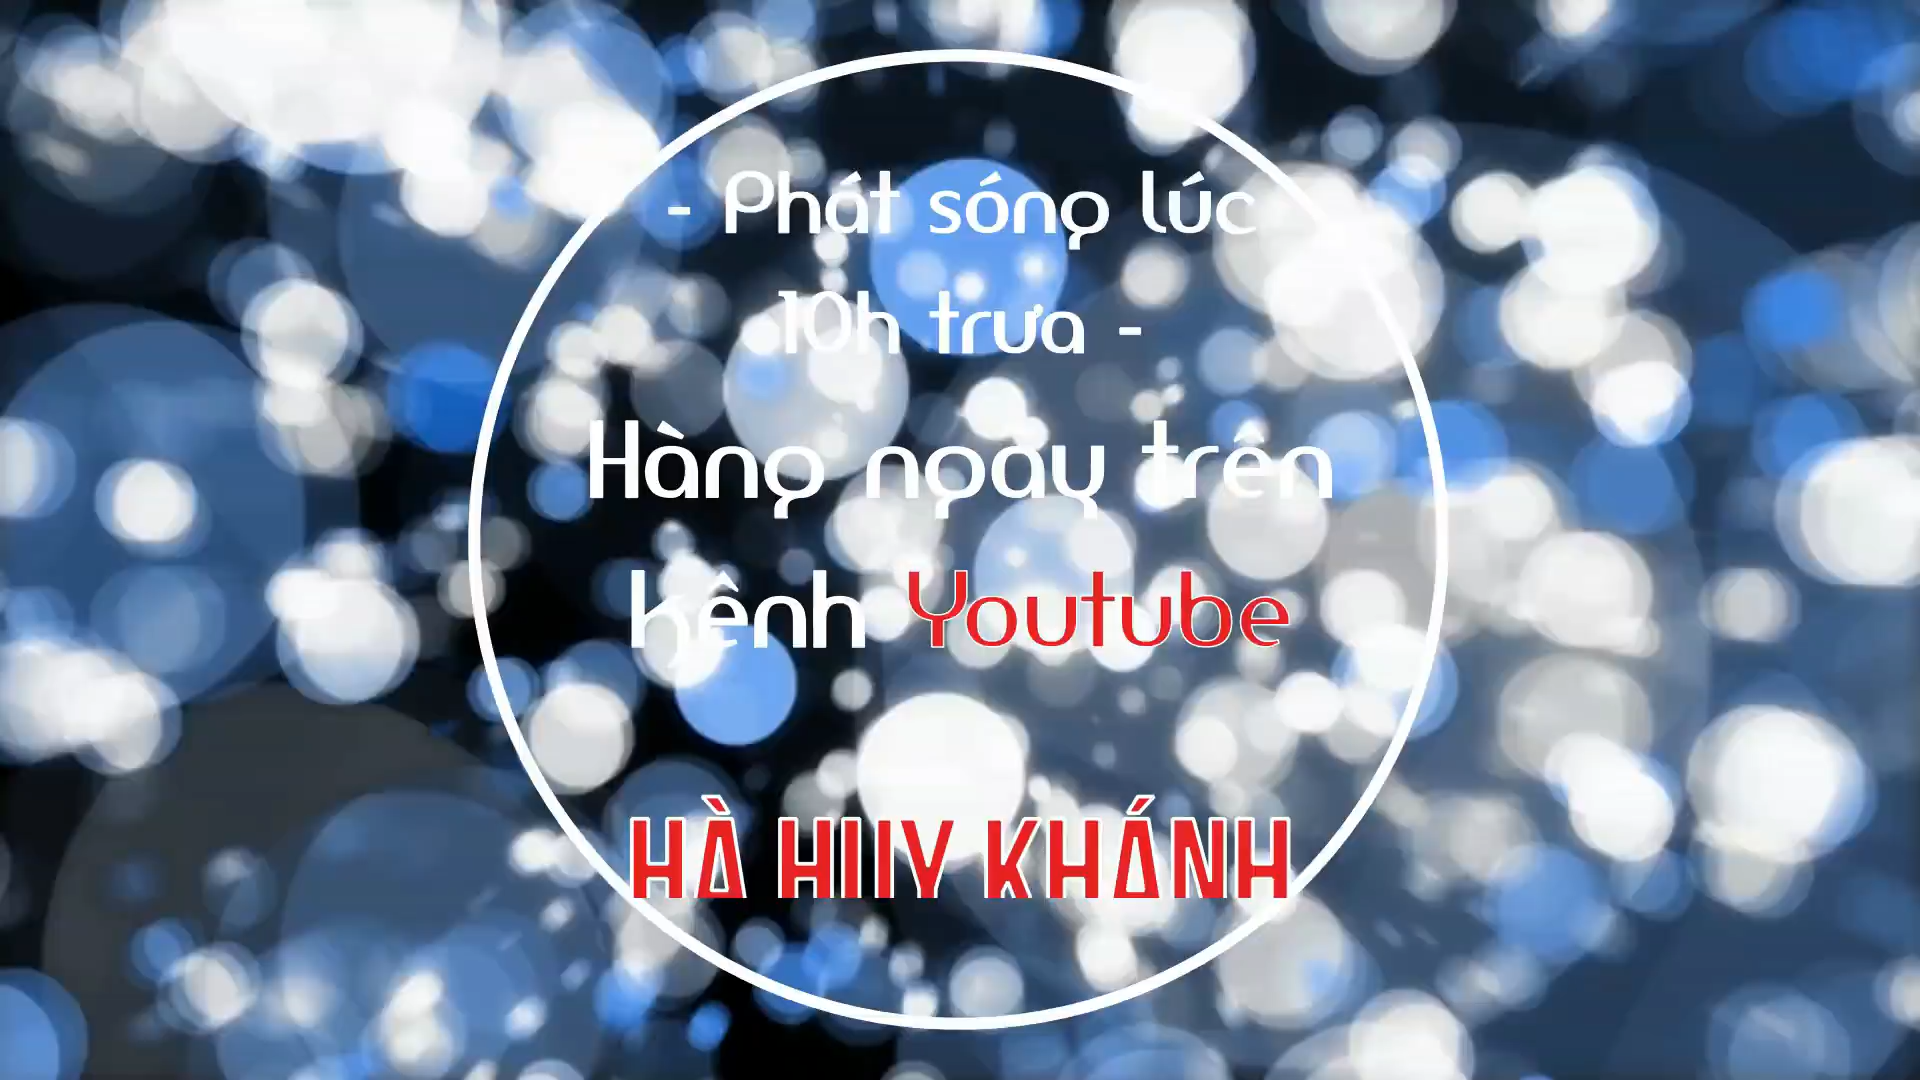 - Phát sóng lúc
10h trưa -
Hàng ngày trên
kênh Youtube
HÀ HUY KHÁNH